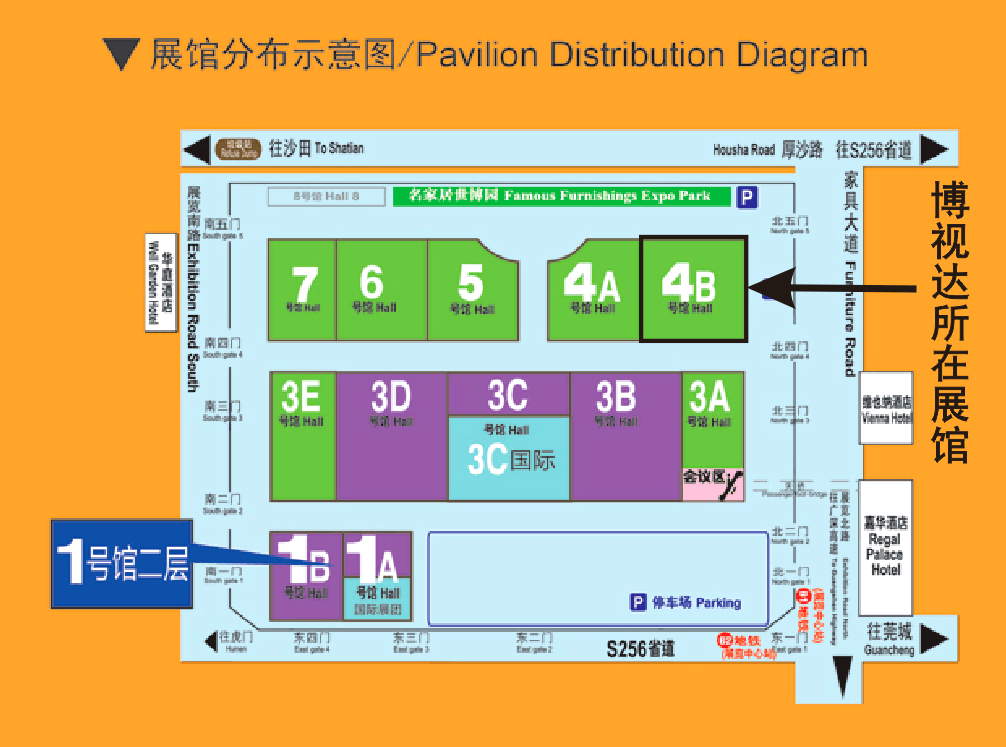 ▼ 展馆分布示意图/Pavilion Distribution Diagram
垃圾站
Refuse Dump
往沙田 To Shatian
Housha Road 厚沙路 往S256省道
8号馆 Hall 8
名家居世博园 Famous Furnishings Expo Park
P
展览南路 Exhibition Road South
家具大道 Furniture Road
博视达所在展馆
南五门
South gate 5
北五门
North gate 5
华庭酒店
Well Garden Hotel
7
号馆 Hall
6
号馆 Hall
5
号馆 Hall
4A
号馆 Hall
4B
号馆 Hall
南四门
South gate 4
北四门
North gate 4
3E
号馆 Hall
3D
号馆 Hall
3C
号馆 Hall
3C国际
3B
号馆 Hall
3A
号馆 Hall
会议区
南三门
South gate 3
北三门
North gate 3
维也纳酒店
Vienna Hotel
天桥
Passenger foot-bridge
南二门
South gate 2
北二门
North gate 2
展览北路 Exhibition Road North
往广深高速 To Guangshen Highway
嘉华酒店
Regal
Palace
Hotel
1号馆二层
1B
号馆 Hall
1A
号馆 Hall
国际展团
南一门
South gate 1
北一门
North gate 1
P 停车场 Parking
B1 地铁
(展览中心站)
往虎门
Humen
东四门
East gate 4
东三门
East gate 3
东二门
East gate 2
S256省道
B2 地铁
(展览中心站)
东一门
East gate 1
往莞城
Guancheng